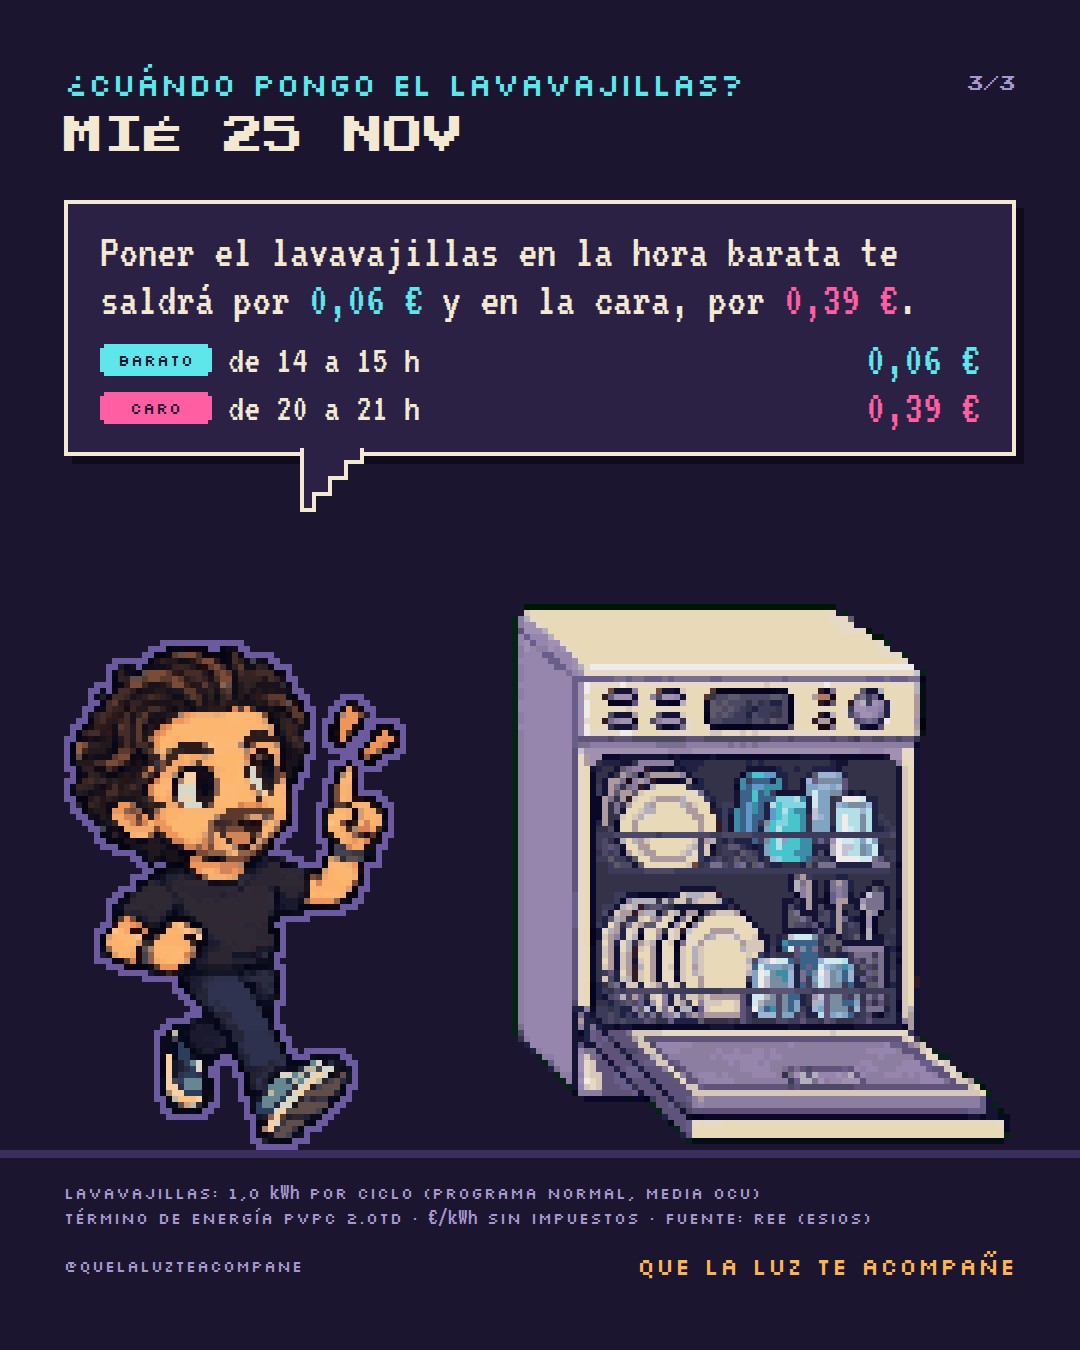 ¿CUÁNDO PONGO EL LAVAVAJILLAS?
3/3
MIÉ 25 NOV
Poner el lavavajillas en la hora barata te
saldrá por 0,06 € y en la cara, por 0,39 €.
BARATO de 14 a 15 h 0,06 €
CARO de 20 a 21 h 0,39 €
LAVAVAJILLAS: 1,0 kWh POR CICLO (PROGRAMA NORMAL, MEDIA OCU)
TÉRMINO DE ENERGÍA PVPC 2.0TD · €/kWh SIN IMPUESTOS · FUENTE: REE (ESIOS)
@QUELALUZTEACOMPANE
QUE LA LUZ TE ACOMPAÑE